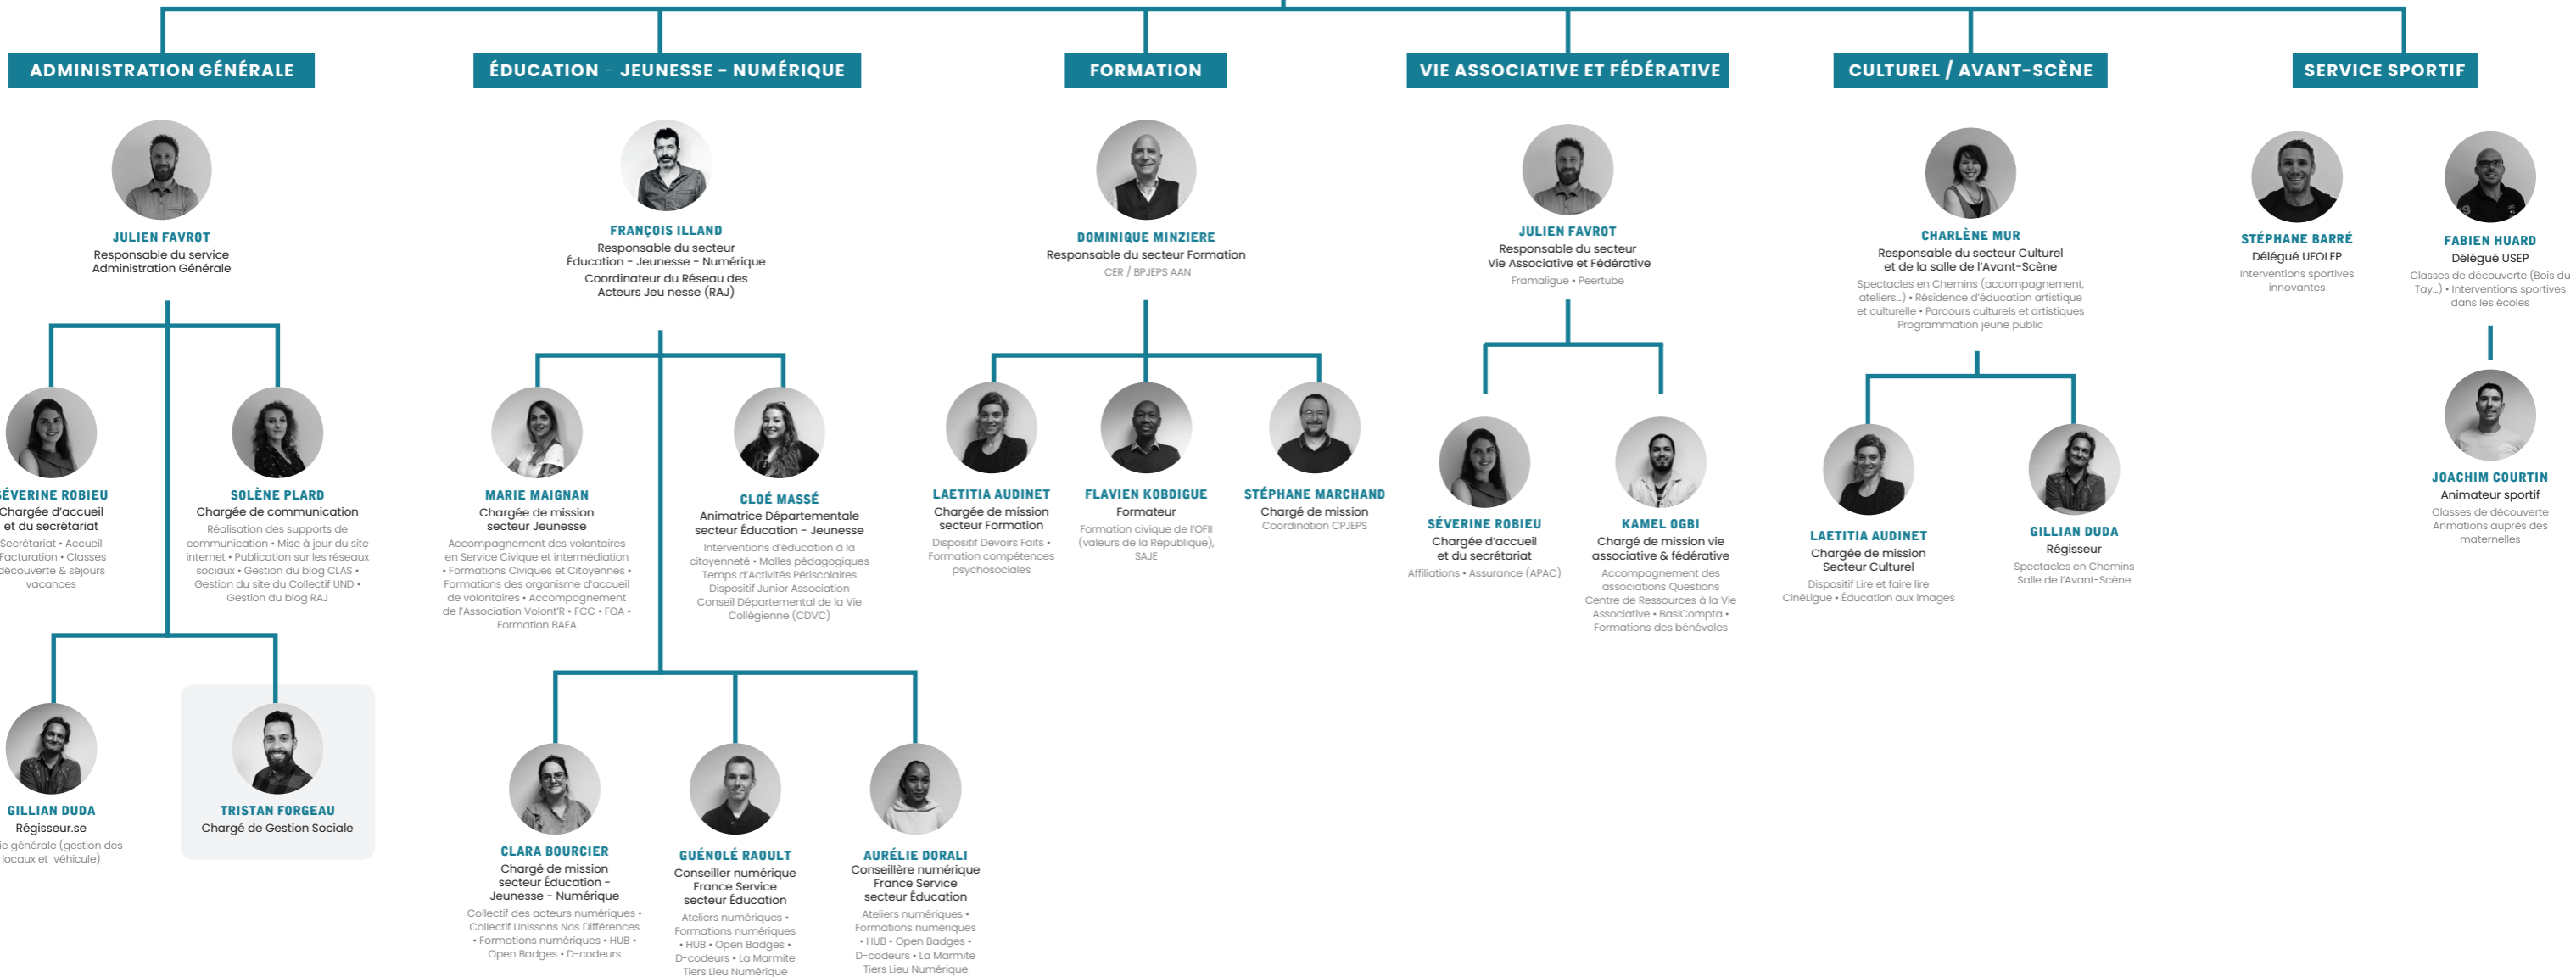 ADMINISTRATION GÉNÉRALE
JULIEN FAVROT
Responsable du service
Administration Générale
SÉVERINE ROBIEU
Chargée d'accueil
et du secrétariat
Secrétariat • Accueil
Facturation • Classes
découverte & séjours
vacances
SOLÈNE PLARD
Chargée de communication
Réalisation des supports de
communication • Mise à jour du site
internet • Publication sur les réseaux
sociaux • Gestion du blog CLAS •
Gestion du site du Collectif UND •
Gestion du blog RAJ
GILLIAN DUDA
Régisseur.se
générale (gestion des
locaux et véhicule)
TRISTAN FORGEAU
Chargé de Gestion Sociale
ÉDUCATION - JEUNESSE - NUMÉRIQUE
FRANÇOIS ILLAND
Responsable du secteur
Éducation - Jeunesse - Numérique
Coordinateur du Réseau des
Acteurs Jeu nesse (RAJ)
MARIE MAIGNAN
Chargée de mission
secteur Jeunesse
Accompagnement des volontaires
en Service Civique et intermédiation
• Formations Civiques et Citoyennes •
Formations des organisme d'accueil
de volontaires • Accompagnement
de l'Association Volont'R • FCC • FOA •
Formation BAFA
CLOÉ MASSÉ
Animatrice Départementale
secteur Éducation - Jeunesse
Interventions d'éducation à la
citoyenneté • Malles pédagogiques
Temps d'Activités Périscolaires
Dispositif Junior Association
Conseil Départemental de la Vie
Collégienne (CDVC)
CLARA BOURCIER
Chargé de mission
secteur Éducation -
Jeunesse - Numérique
Collectif des acteurs numériques •
Collectif Unissons Nos Différences
• Formations numériques • HUB •
Open Badges • D-codeurs
GUÉNOLÉ RAOULT
Conseiller numérique
France Service
secteur Éducation
Ateliers numériques •
Formations numériques
• HUB • Open Badges •
D-codeurs • La Marmite
Tiers Lieu Numérique
AURÉLIE DORALI
Conseillère numérique
France Service
secteur Éducation
Ateliers numériques •
Formations numériques
• HUB • Open Badges •
D-codeurs • La Marmite
Tiers Lieu Numérique
FORMATION
DOMINIQUE MINZIERE
Responsable du secteur Formation
CER / BPJEPS AAN
LAETITIA AUDINET
Chargée de mission
secteur Formation
Dispositif Devoirs Faits •
Formation compétences
psychosociales
FLAVIEN KOBDIGUE
Formateur
Formation civique de l'OFII
(valeurs de la République),
SAJE
STÉPHANE MARCHAND
Chargé de mission
Coordination CPJEPS
VIE ASSOCIATIVE ET FÉDÉRATIVE
JULIEN FAVROT
Responsable du secteur
Vie Associative et Fédérative
Framaligue • Peertube
SÉVERINE ROBIEU
Chargée d'accueil
et du secrétariat
Affiliations • Assurance (APAC)
KAMEL OGBI
Chargé de mission vie
associative & fédérative
Accompagnement des
associations Questions
Centre de Ressources à la Vie
Associative • BasiCompta •
Formations des bénévoles
CULTUREL / AVANT-SCÈNE
CHARLÈNE MUR
Responsable du secteur Culturel
et de la salle de l'Avant-Scène
Spectacles en Chemins (accompagnement,
ateliers...) • Résidence d'éducation artistique
et culturelle • Parcours culturels et artistiques
Programmation jeune public
LAETITIA AUDINET
Chargée de mission
Secteur Culturel
Dispositif Lire et faire lire
CinéLigue • Éducation aux images
GILLIAN DUDA
Régisseur
Spectacles en Chemins
Salle de l'Avant-Scène
SERVICE SPORTIF
STÉPHANE BARRÉ
Délégué UFOLEP
Interventions sportives
innovantes
FABIEN HUARD
Délégué USEP
Classes de découverte (Bois du
Tay...) • Interventions sportives
dans les écoles
JOACHIM COURTIN
Animateur sportif
Classes de découverte
Anmations auprès des
maternelles